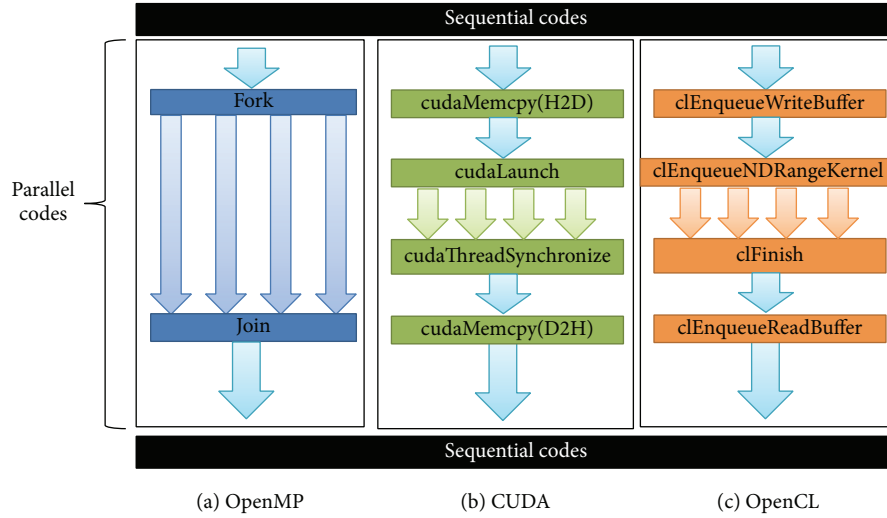 Sequential codes
Parallel
codes
Fork
Join
cudaMemcpy(H2D)
cudaLaunch
cudaThreadSynchronize
cudaMemcpy(D2H)
clEnqueueWriteBuffer
clEnqueueNDRangeKernel
clFinish
clEnqueueReadBuffer
Sequential codes
(a) OpenMP
(b) CUDA
(c) OpenCL